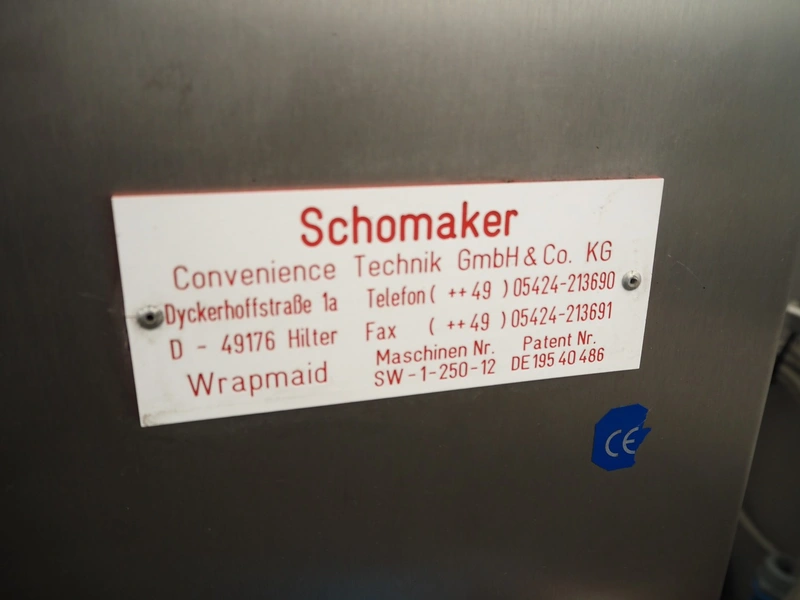 Schomaker
Convenience Technik GmbH & Co. KG
Dyckerhoffstraße 1a Telefon ( ++ 49 ) 05424-213690
D - 49176 Hilter Fax ( ++ 49 ) 05424-213691
Wrapmaid Maschinen Nr. Patent Nr.
SW-1-250-12 DE 195 40 486
CE